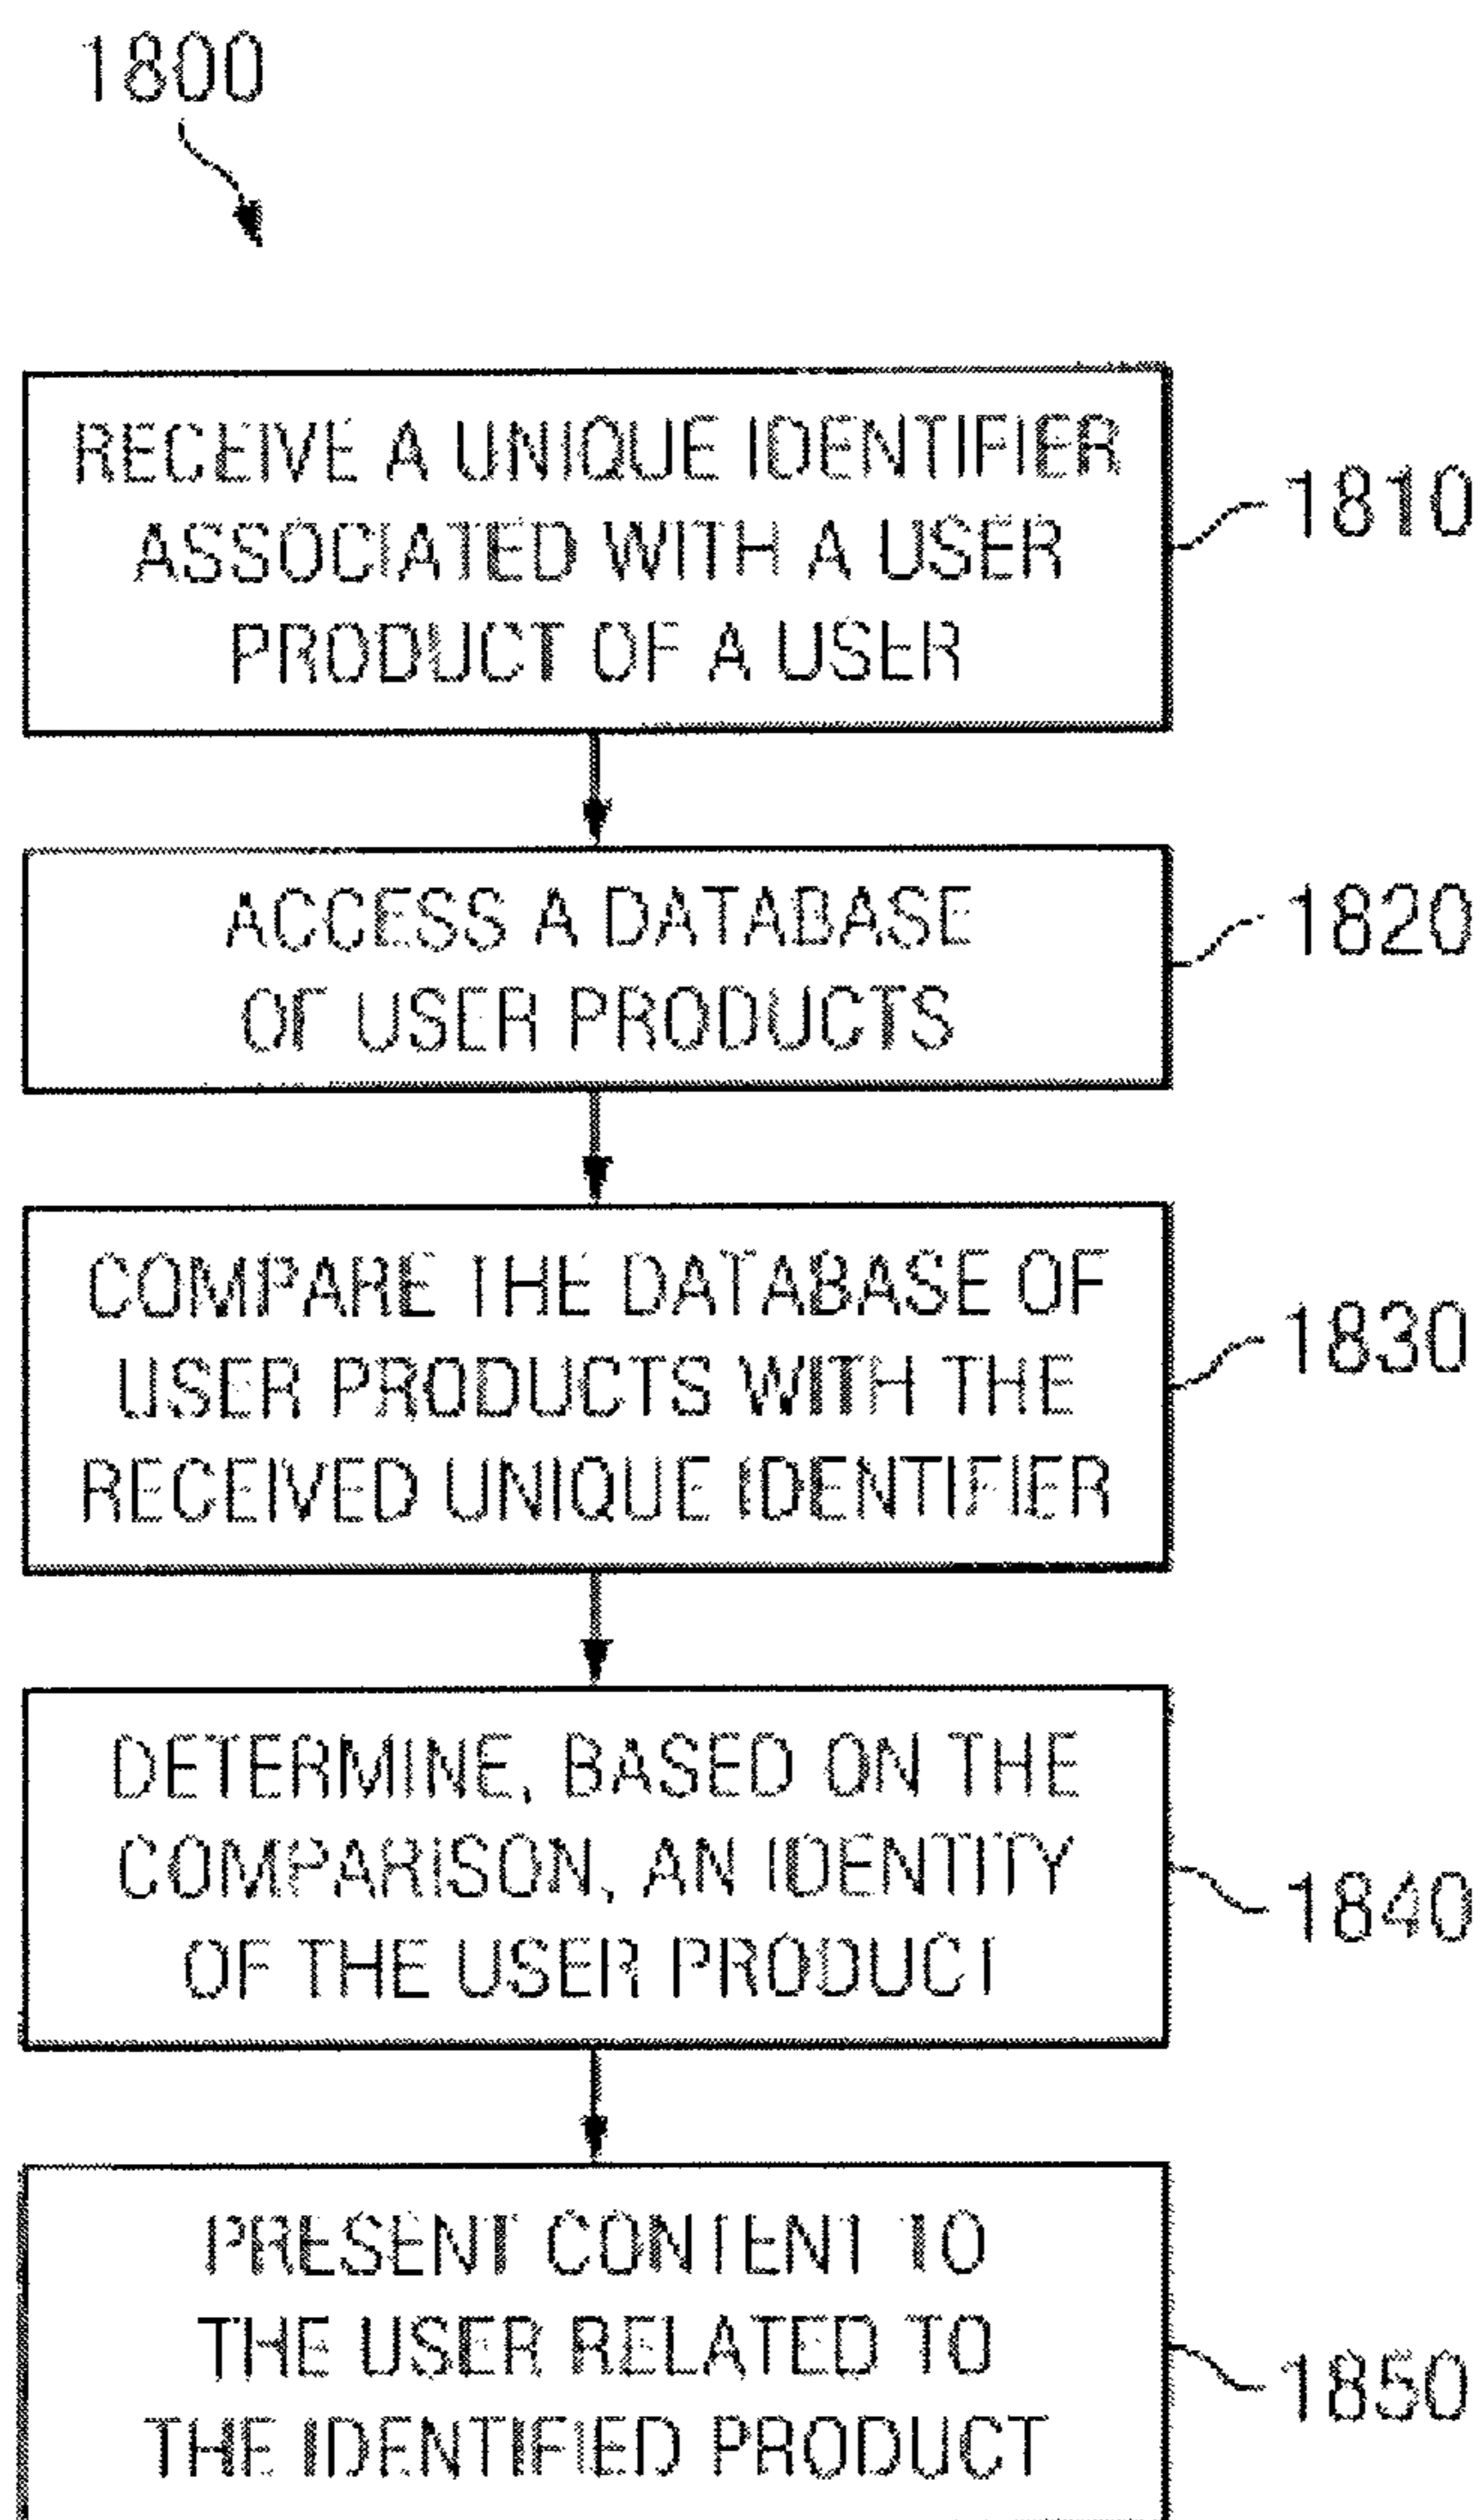 1800
RECEIVE A UNIQUE IDENTIFIER
ASSOCIATED WITH A USER
PRODUCT OF A USER
1810
ACCESS A DATABASE
OF USER PRODUCTS
1820
COMPARE THE DATABASE OF
USER PRODUCTS WITH THE
RECEIVED UNIQUE IDENTIFIER
1830
DETERMINE, BASED ON THE
COMPARISON, AN IDENTITY
OF THE USER PRODUCT
1840
PRESENT CONTENT TO
THE USER RELATED TO
THE IDENTIFIED PRODUCT
1850